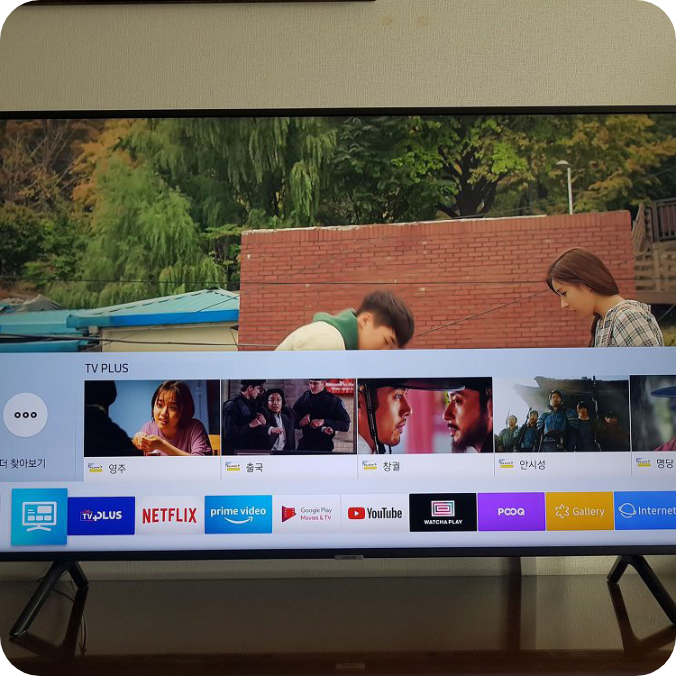 TV PLUS
더 찾아보기
영주
출국
창궐
안시성
명당
TV PLUS
NETFLIX
prime video
Google Play
Movies & TV
YouTube
WATCHA PLAY
POOQ
Gallery
Internet